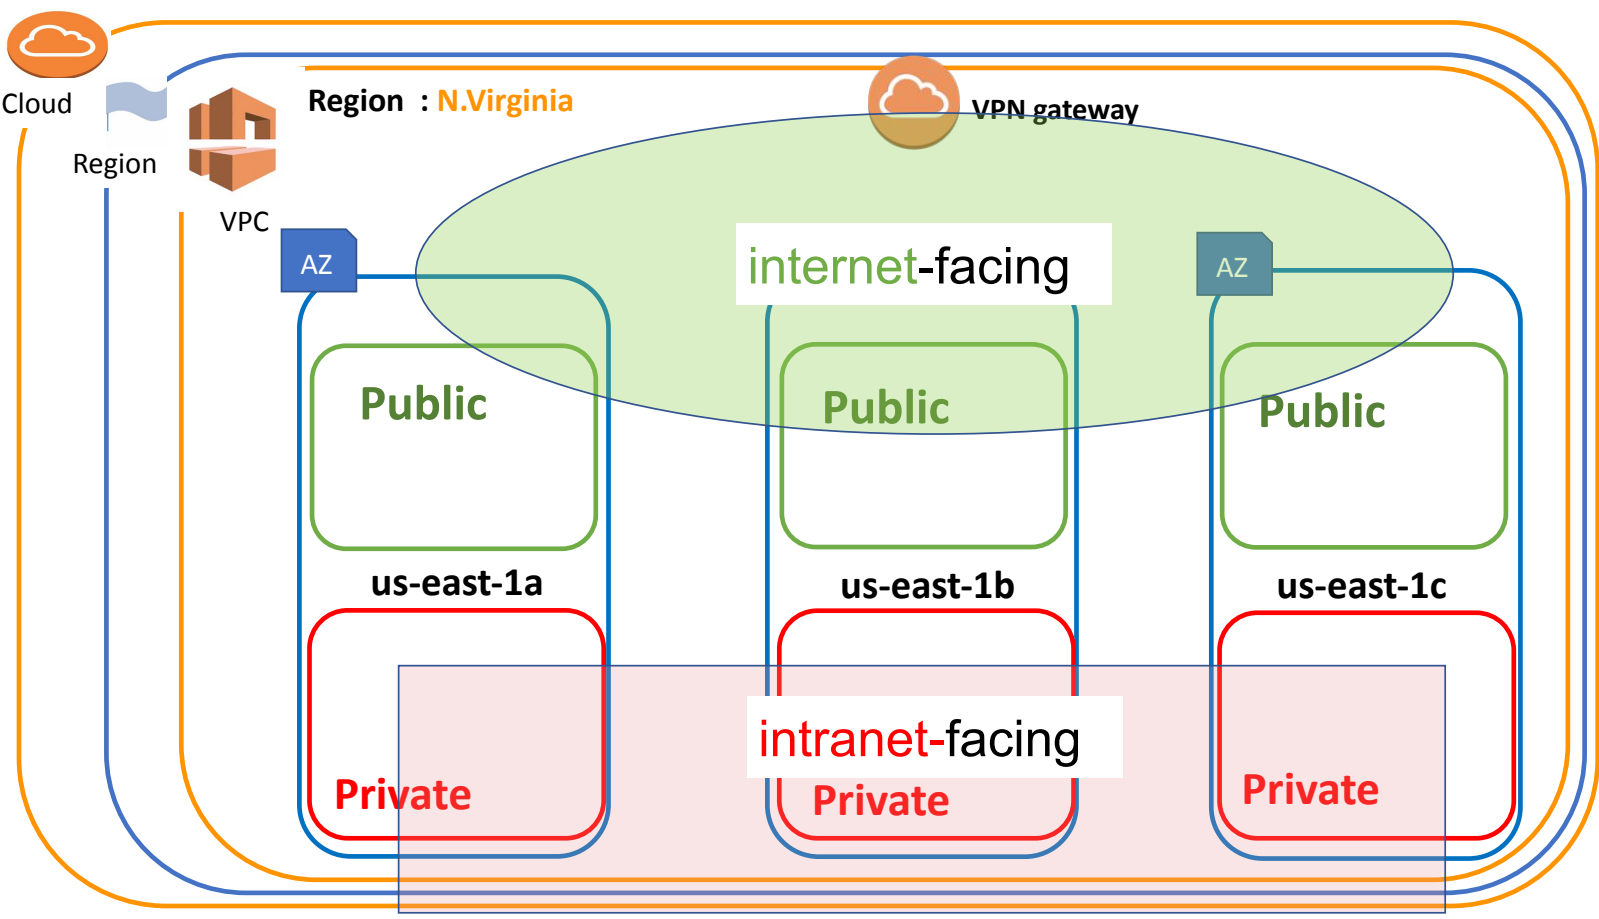 Cloud
Region : N.Virginia
VPN gateway
Region
VPC
AZ
internet-facing
AZ
Public
Public
Public
us-east-1a
us-east-1b
us-east-1c
intranet-facing
Private
Private
Private